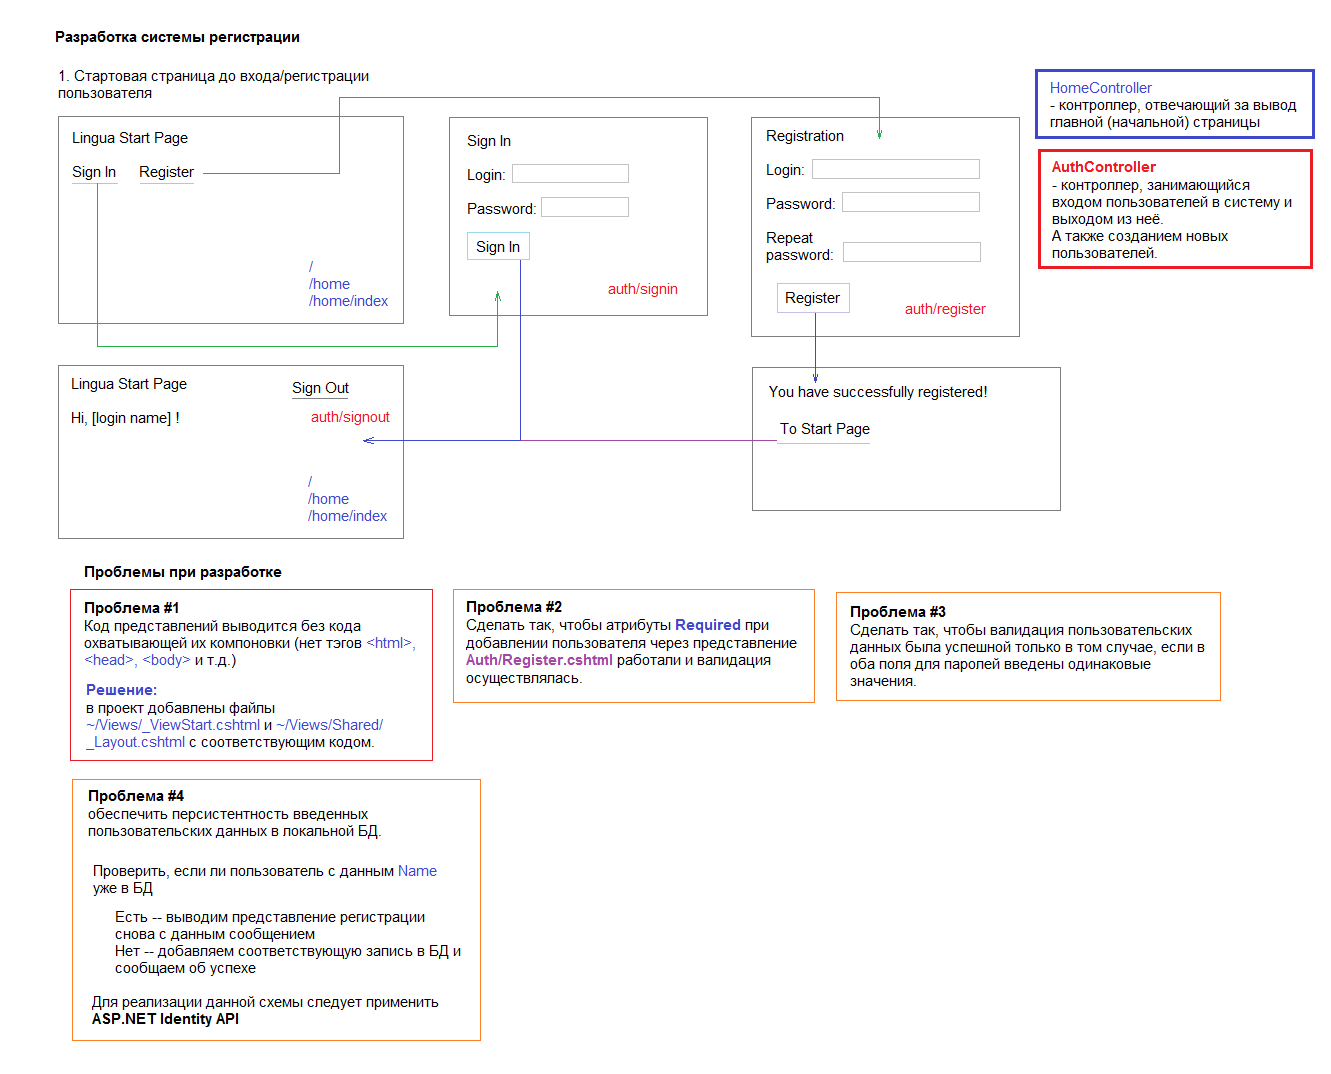 Разработка системы регистрации
1. Стартовая страница до входа/регистрации
пользователя
Lingua Start Page
Sign In
Register
/
/home
/home/index
Sign In
Login:
Password:
Sign In
auth/signin
Registration
Login:
Password:
Repeat
password:
Register
auth/register
HomeController
- контроллер, отвечающий за вывод
главной (начальной) страницы
AuthController
- контроллер, занимающийся
входом пользователей в систему и
выходом из неё.
А также созданием новых
пользователей.
Lingua Start Page
Sign Out
Hi, [login name] !
auth/signout
/
/home
/home/index
You have successfully registered!
To Start Page
Проблемы при разработке
Проблема #1
Код представлений выводится без кода
охватывающей их компоновки (нет тэгов <html>,
<head>, <body> и т.д.)
Решение:
в проект добавлены файлы
~/Views/_ViewStart.cshtml и ~/Views/Shared/
_Layout.cshtml с соответствующим кодом.
Проблема #2
Сделать так, чтобы атрибуты Required при
добавлении пользователя через представление
Auth/Register.cshtml работали и валидация
осуществлялась.
Проблема #3
Сделать так, чтобы валидация пользовательских
данных была успешной только в том случае, если в
оба поля для паролей введены одинаковые
значения.
Проблема #4
обеспечить персистентность введенных
пользовательских данных в локальной БД.
Проверить, если ли пользователь с данным Name
уже в БД
Есть -- выводим представление регистрации
снова с данным сообщением
Нет -- добавляем соответствующую запись в БД и
сообщаем об успехе
Для реализации данной схемы следует применить
ASP.NET Identity API